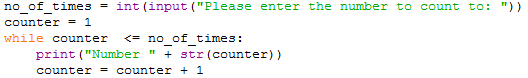 no_of_times = int(input("Please enter the number to count to: "))
counter = 1
while counter  <= no_of_times:
    print("Number " + str(counter))
    counter = counter + 1